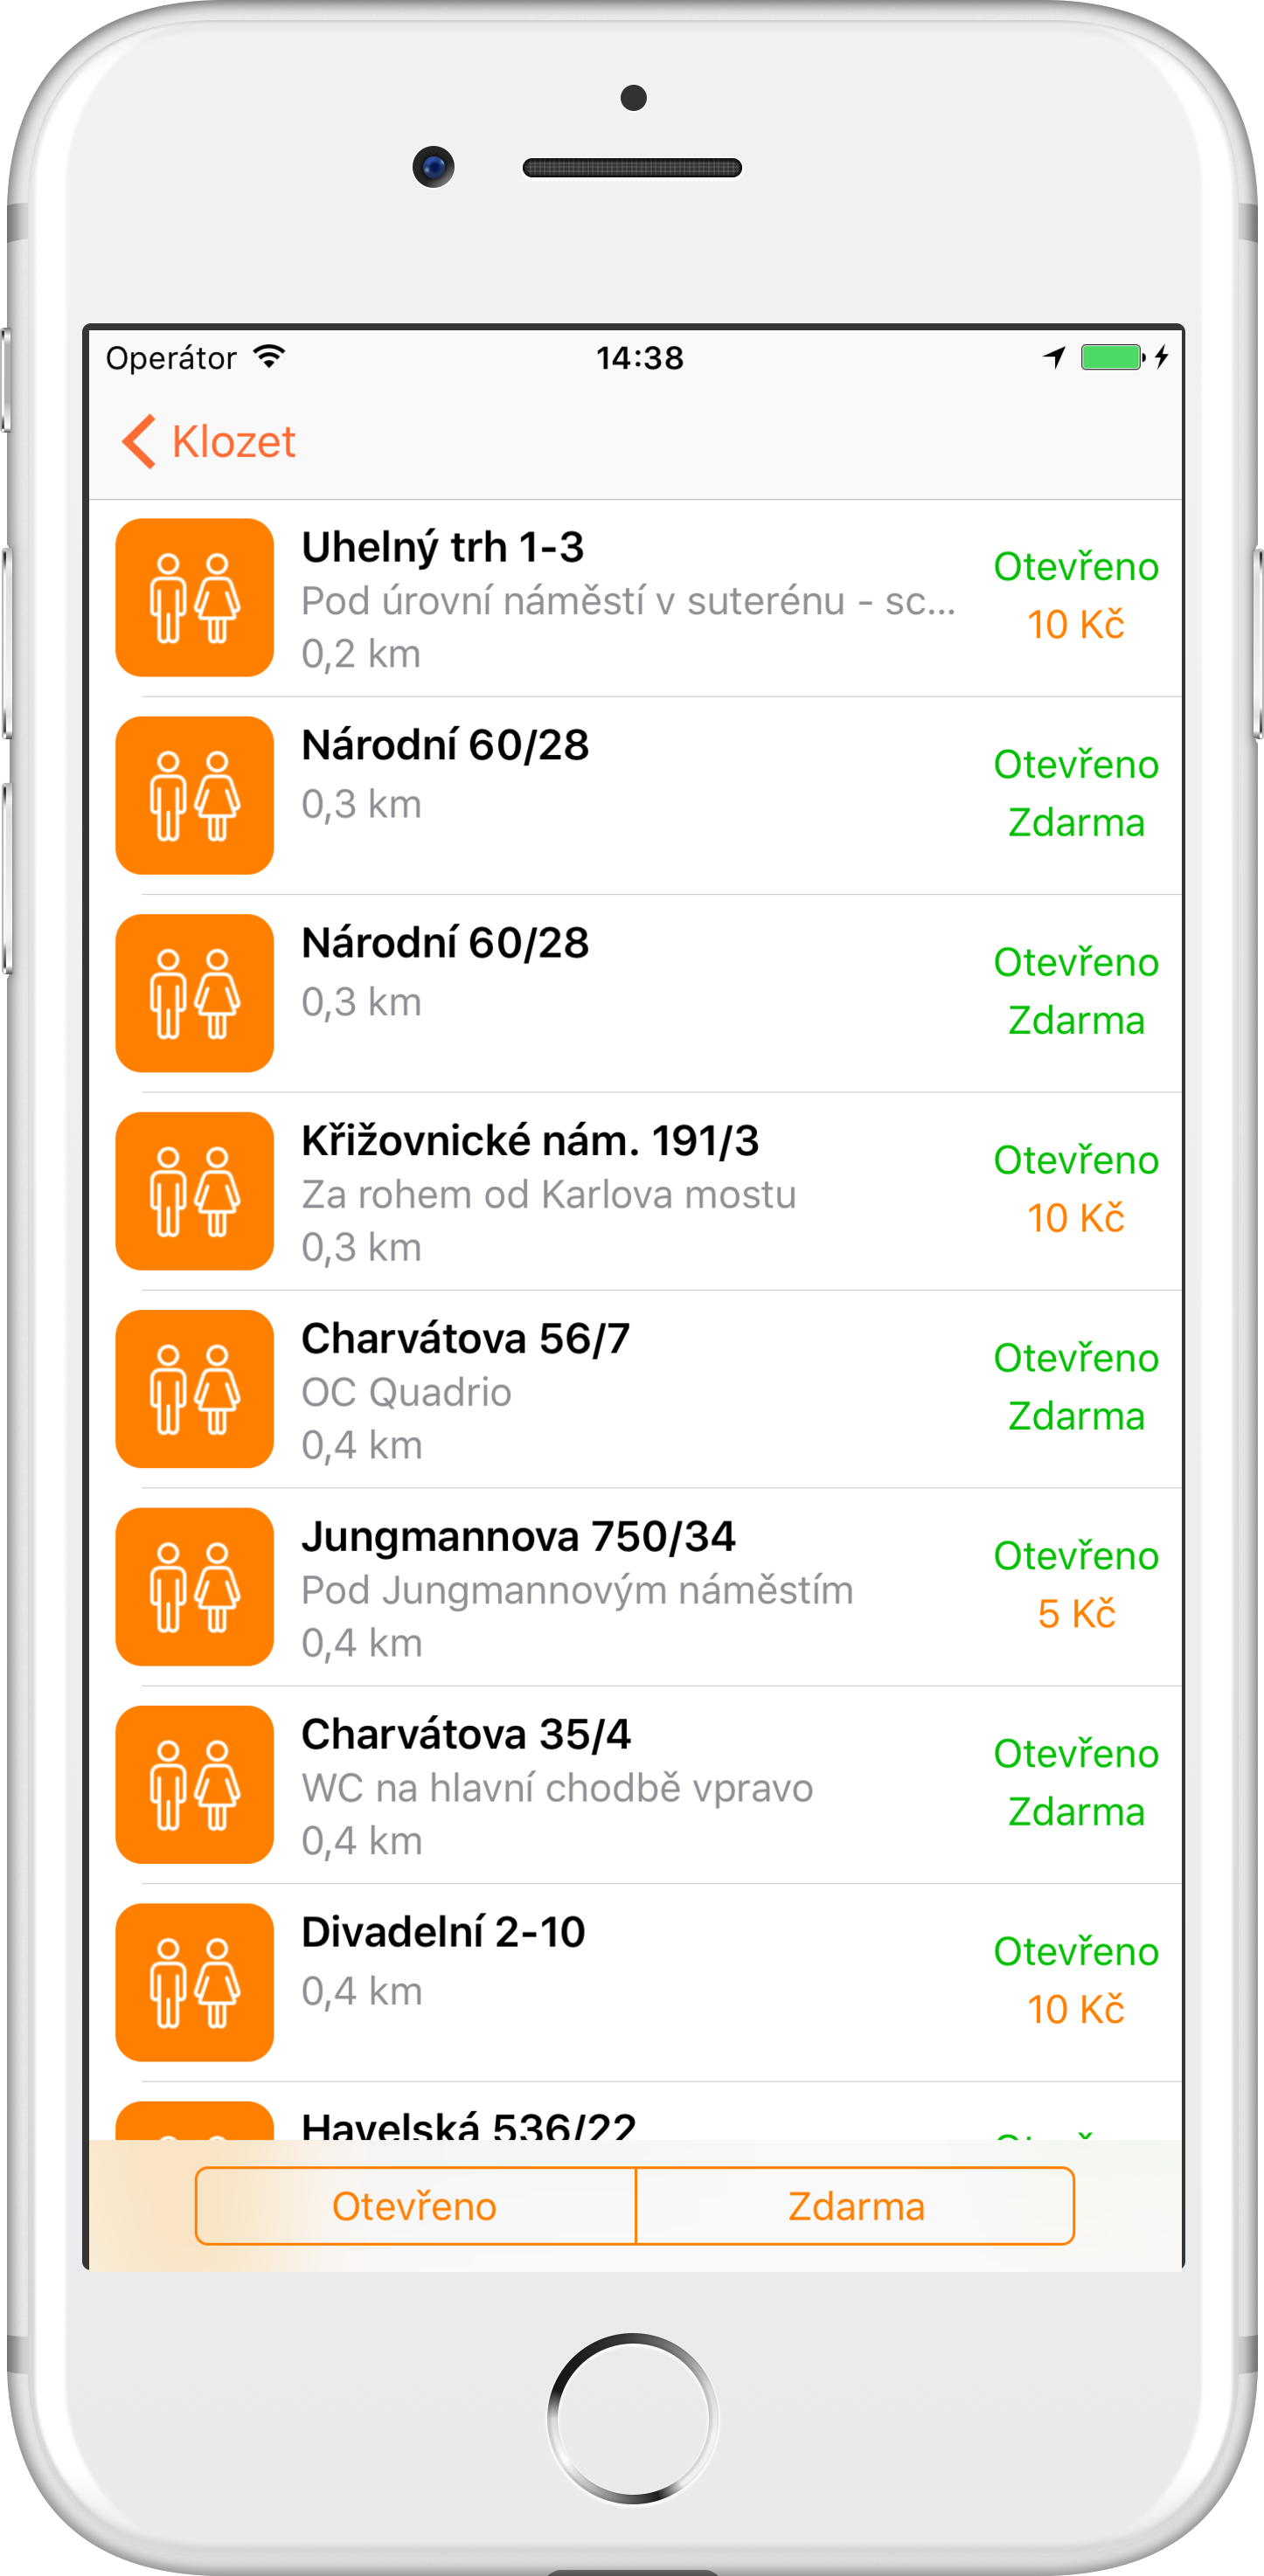 Operátor 14:38
Klozet
Uhelný trh 1-3
Pod úrovní náměstí v suterénu - sc...
0,2 km
Otevřeno
10 Kč
Národní 60/28
0,3 km
Otevřeno
Zdarma
Národní 60/28
0,3 km
Otevřeno
Zdarma
Křižovnické nám. 191/3
Za rohem od Karlova mostu
0,3 km
Otevřeno
10 Kč
Charvátova 56/7
OC Quadrio
0,4 km
Otevřeno
Zdarma
Jungmannova 750/34
Pod Jungmannovým náměstím
0,4 km
Otevřeno
5 Kč
Charvátova 35/4
WC na hlavní chodbě vpravo
0,4 km
Otevřeno
Zdarma
Divadelní 2-10
0,4 km
Otevřeno
10 Kč
Havelská 536/22
Otevřeno Zdarma